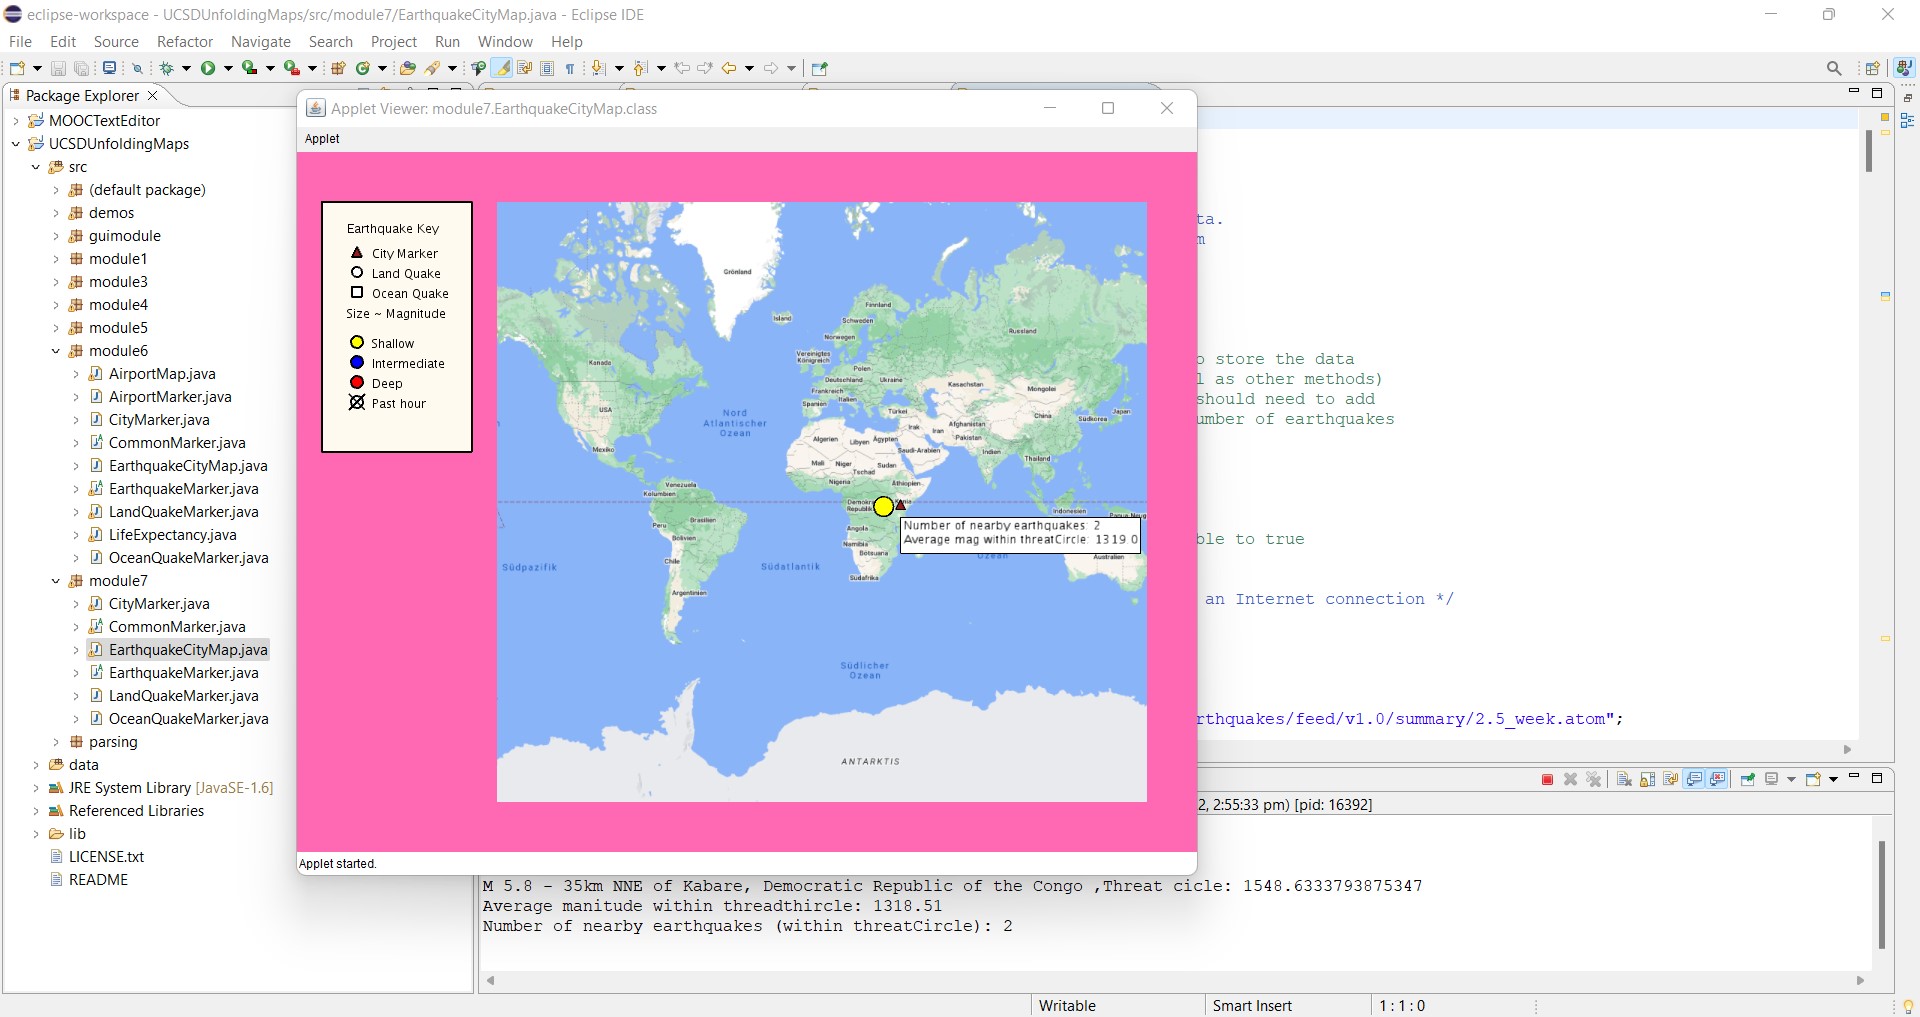 eclipse-workspace - UCSDUnfoldingMaps/src/module7/EarthquakeCityMap.java - Eclipse IDE
File Edit Source Refactor Navigate Search Project Run Window Help
Package Explorer
MOOCTextEditor
UCSDUnfoldingMaps
src
(default package)
demos
guimodule
module1
module3
module4
module5
module6
AirportMap.java
AirportMarker.java
CityMarker.java
CommonMarker.java
EarthquakeCityMap.java
EarthquakeMarker.java
LandQuakeMarker.java
LifeExpectancy.java
OceanQuakeMarker.java
module7
CityMarker.java
CommonMarker.java
EarthquakeCityMap.java
EarthquakeMarker.java
LandQuakeMarker.java
OceanQuakeMarker.java
parsing
data
JRE System Library [JavaSE-1.6]
Referenced Libraries
lib
LICENSE.txt
README
Applet Viewer: module7.EarthquakeCityMap.class
Applet
Earthquake Key
City Marker
Land Quake
Ocean Quake
Size ~ Magnitude
Shallow
Intermediate
Deep
Past hour
Grönland
Island
Finnland
Schweden
Norwegen
Russland
Vereinigtes
Königreich
Polen
Deutschland
Ukraine
Frankreich
Italien
Spanien
Türkei
Kasachstan
Mongolei
China
Japan
Südkorea
Afghanistan
Irak
Iran
Pakistan
Algerien
Libyen
Ägypten
Saudi-Arabien
Indien
Thailand
Mali
Niger
Sudan
Tschad
Nigeria
Äthiopien
Kanada
USA
Mexiko
Nord
Atlantischer
Ozean
Venezuela
Kolumbien
Peru
Brasilien
Bolivien
Chile
Argentinien
Angola
Namibia
Botsuana
Südafrika
Indonesien
Australien
Südpazifik
Südatlantik
Ozean
Südlicher
Ozean
ANTARKTIS
Number of nearby earthquakes: 2
Average mag within threatCircle: 1319.0
Applet started.
ta.
m
o store the data
l as other methods)
should need to add
umber of earthquakes
ble to true
an Internet connection */
rthquakes/feed/v1.0/summary/2.5_week.atom";
2, 2:55:33 pm) [pid: 16392]
M 5.8 - 35km NNE of Kabare, Democratic Republic of the Congo ,Threat cicle: 1548.6333793875347
Average manitude within threadthircle: 1318.51
Number of nearby earthquakes (within threatCircle): 2
Writable Smart Insert 1 : 1 : 0